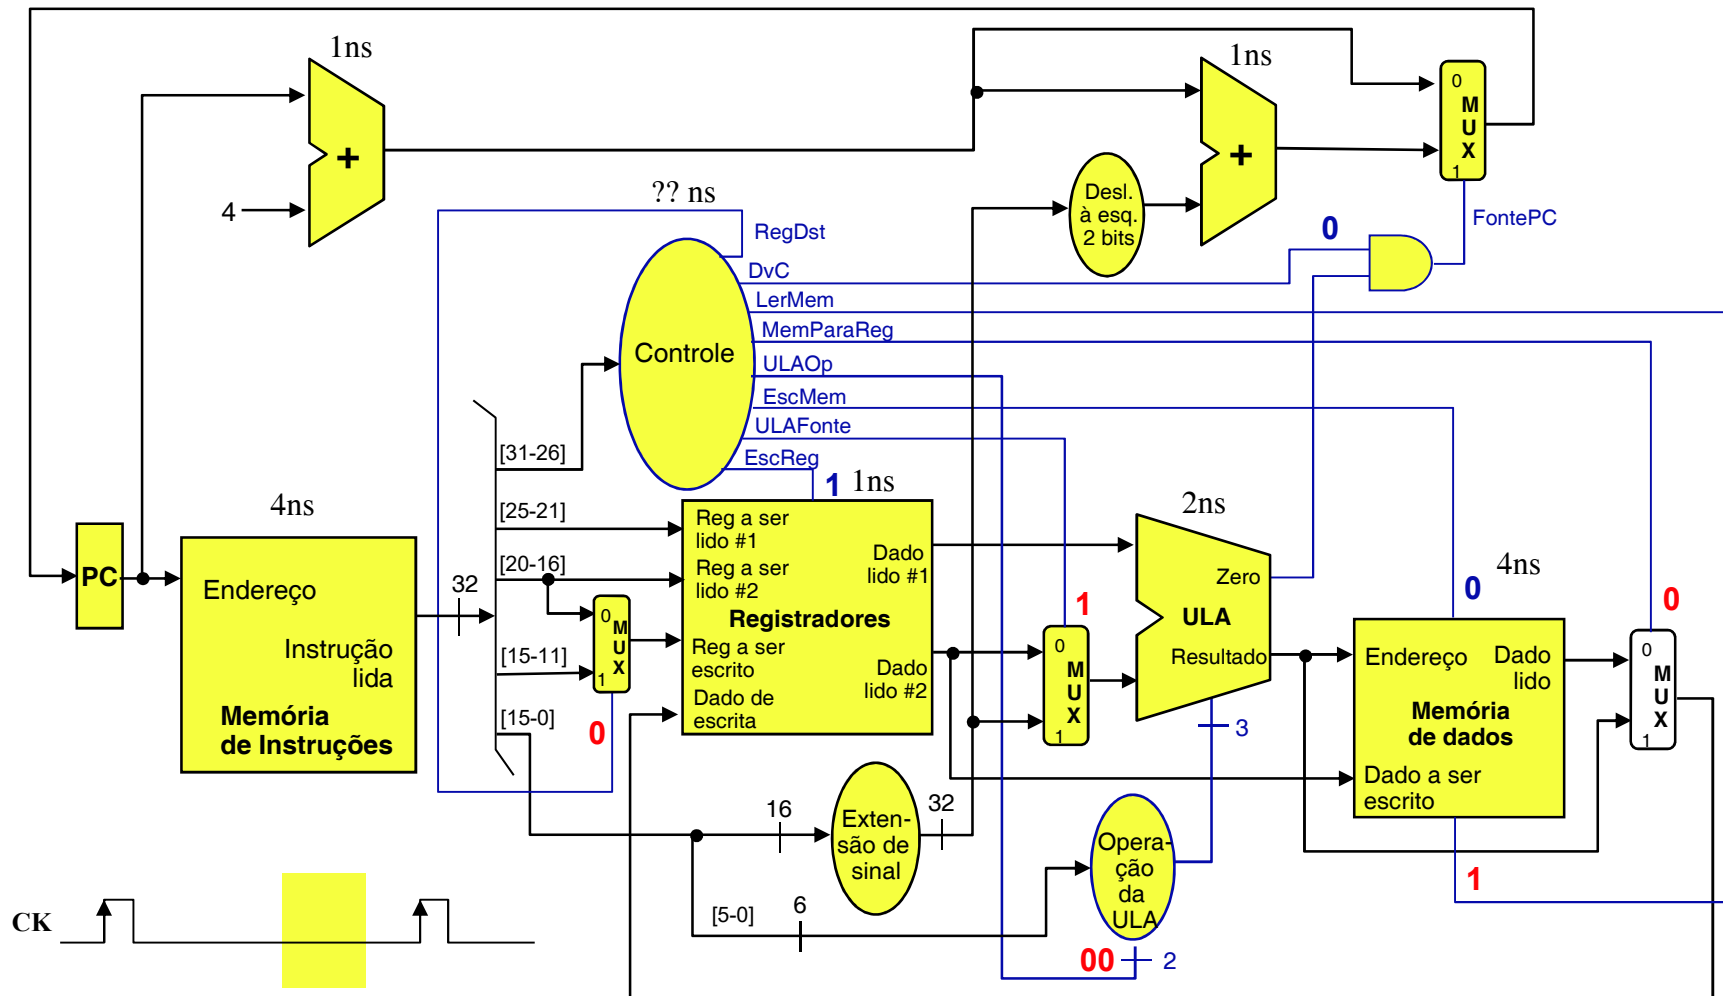 1ns
1ns
0
M
U
X
1
+
+
4
Desl.
à esq.
2 bits
?? ns
RegDst
0
FontePC
DvC
LerMem
MemParaReg
Controle
ULAOp
EscMem
ULAFonte
EscReg
[31-26]
1
1ns
4ns
[25-21]
2ns
Reg a ser
lido #1
Dado
lido #1
[20-16]
Reg a ser
lido #2
PC
Endereço
32
Zero
4ns
0
0
1
0
M
U
X
1
Registradores
ULA
Instrução
lida
[15-11]
Reg a ser
escrito
Dado
lido #2
0
M
U
X
1
Resultado
Endereço
Dado
lido
0
M
U
X
1
Dado de
escrita
Memória
de Instruções
[15-0]
0
3
Memória
de dados
Dado a ser
escrito
16
Exten-
são de
sinal
32
Opera-
ção
da
ULA
1
CK
[5-0]
6
00
2